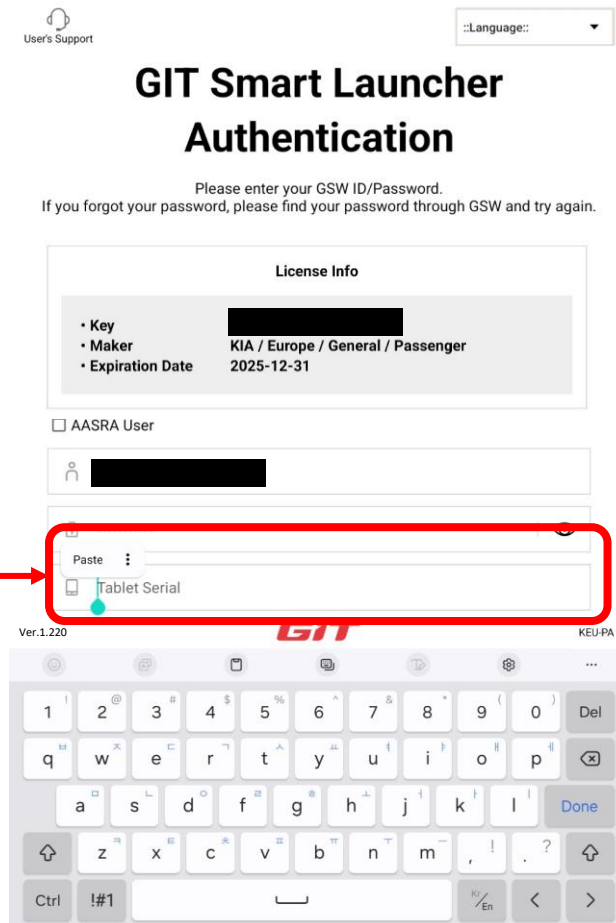 User's Support
::Language::
GIT Smart Launcher
Authentication
Please enter your GSW ID/Password.
If you forgot your password, please find your password through GSW and try again.
License Info
• Key
• Maker KIA / Europe / General / Passenger
• Expiration Date 2025-12-31
AASRA User
Paste
Tablet Serial
Ver.1.220 GIT KEU-PA
1 ! 2 @ 3 # 4 $ 5 % 6 ^ 7 & 8 * 9 ( 0 ) Del
q ㅂ w ㅈ e ㄷ r ㄱ t ㅅ y ㅛ u ㅕ i ㅑ o ㅐ p ㅔ
a ㅁ s ㄴ d ㅇ f ㄹ g ㅎ h ㅗ j ㅓ k ㅏ l ㅣ Done
z ㅋ x ㅌ c ㅊ v ㅍ b ㅠ n ㅜ m ㅡ , ! . ?
Ctrl !#1 Kr/En < >